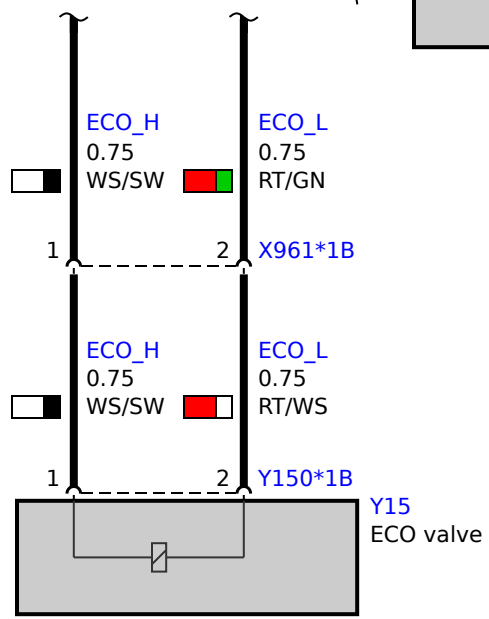 ECO_H
0.75
WS/SW
ECO_L
0.75
RT/GN
1
2
X961*1B
ECO_H
0.75
WS/SW
ECO_L
0.75
RT/WS
1
2
Y150*1B
Y15
ECO valve